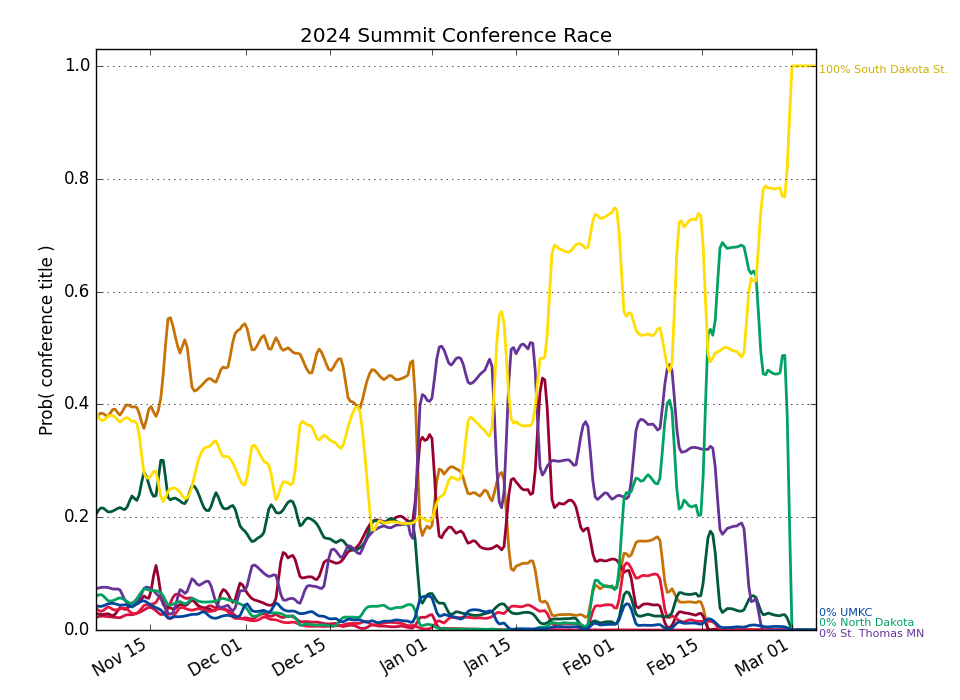 2024 Summit Conference Race
Prob( conference title )
1.0
0.8
0.6
0.4
0.2
0.0
Nov 15
Dec 01
Dec 15
Jan 01
Jan 15
Feb 01
Feb 15
Mar 01
100% South Dakota St.
0% UMKC
0% North Dakota
0% St. Thomas MN